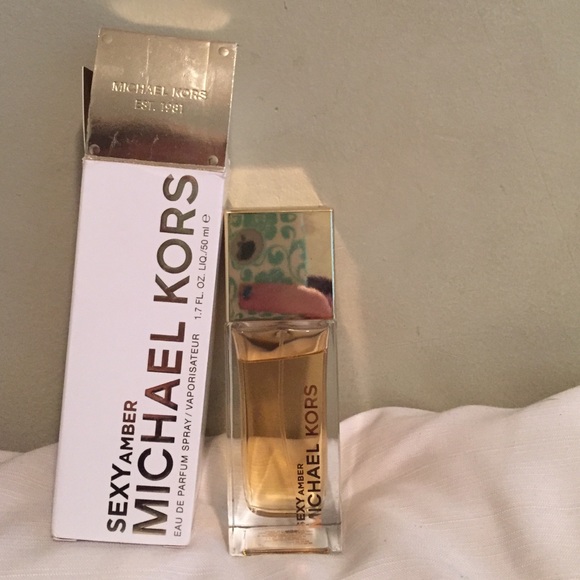 MICHAEL KORS
EST. 1981
SEXY AMBER
MICHAEL KORS
EAU DE PARFUM SPRAY / VAPORISATEUR 1.7 FL. OZ. LIQ./50 ml ℮
SEXY AMBER
MICHAEL KORS